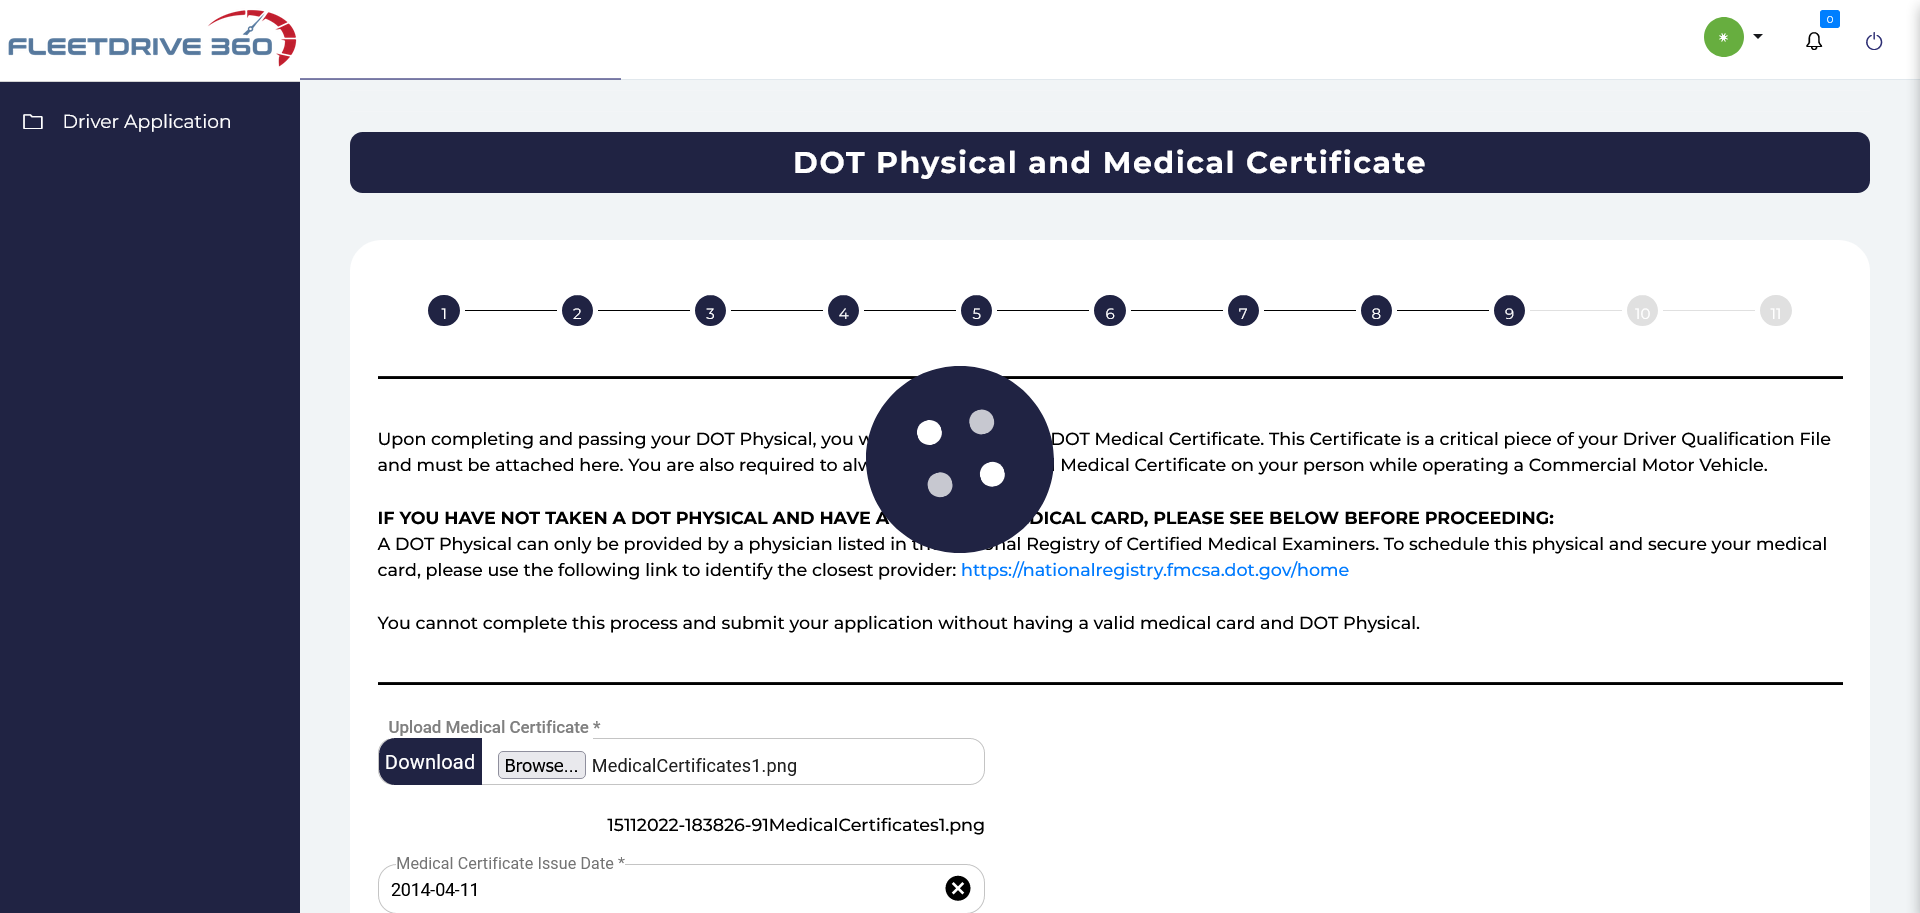 FLEETDRIVE 360
0
Driver Application
DOT Physical and Medical Certificate
1 2 3 4 5 6 7 8 9 10 11
Upon completing and passing your DOT Physical, you DOT Medical Certificate. This Certificate is a critical piece of your Driver Qualification File
and must be attached here. You are also required to Medical Certificate on your person while operating a Commercial Motor Vehicle.
IF YOU HAVE NOT TAKEN A DOT PHYSICAL AND HAVE CARD, PLEASE SEE BELOW BEFORE PROCEEDING:
A DOT Physical can only be provided by a physician listed in Registry of Certified Medical Examiners. To schedule this physical and secure your medical
card, please use the following link to identify the closest provider: https://nationalregistry.fmcsa.dot.gov/home
You cannot complete this process and submit your application without having a valid medical card and DOT Physical.
Upload Medical Certificate *
Download Browse... MedicalCertificates1.png
15112022-183826-91MedicalCertificates1.png
Medical Certificate Issue Date *
2014-04-11